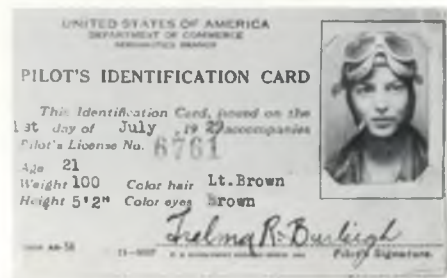 UNITED STATES OF AMERICA
DEPARTMENT OF COMMERCE
AERONAUTICS BRANCH
PILOT'S IDENTIFICATION CARD
This Identification Card, issued on the
1st day of July , 19 29 accompanies
Pilot's License No. 6761
Age 21
Weight 100 Color hair Lt.Brown
Height 5'2" Color eyes Brown
Thelma R. Burleigh
Pilot's Signature.